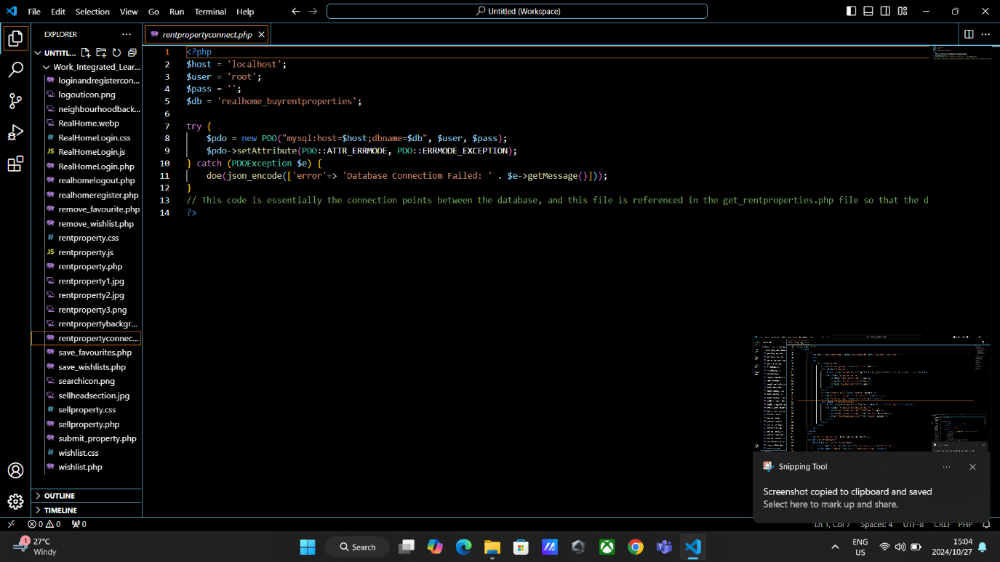 File Edit Selection View Go Run Terminal Help
Untitled (Workspace)
EXPLORER
rentpropertyconnect.php
UNTITL...
Work_Integrated_Lear...
loginandregistercon...
logouticon.png
neighbourhoodback...
RealHome.webp
# RealHomeLogin.css
JS RealHomeLogin.js
RealHomeLogin.php
realhomelogout.php
realhomeregister.php
remove_favourite.php
remove_wishlist.php
# rentproperty.css
JS rentproperty.js
rentproperty.php
rentproperty1.jpg
rentproperty2.jpg
rentproperty3.png
rentpropertybackgr...
rentpropertyconnec...
save_favourites.php
save_wishlists.php
searchicon.png
sellheadsection.jpg
# sellproperty.css
sellproperty.php
submit_property.php
# wishlist.css
wishlist.php
OUTLINE
TIMELINE
1 <?php
2 $host = 'localhost';
3 $user = 'root';
4 $pass = '';
5 $db = 'realhome_buyrentproperties';
6
7 try {
8 $pdo = new PDO("mysql:host=$host;dbname=$db", $user, $pass);
9 $pdo->setAttribute(PDO::ATTR_ERRMODE, PDO::ERRMODE_EXCEPTION);
10 } catch (PDOException $e) {
11 doe(json_encode(['error'=> 'Database Connectiom Failed: ' . $e->getMessage()]));
12 }
13 // This code is essentially the connection points between the database, and this file is referenced in the get_rentproperties.php file so that the d
14 ?>
Snipping Tool
Screenshot copied to clipboard and saved
Select here to mark up and share.
0 0 0
Ln 1, Col 7 Spaces: 4 UTF-8 CRLF PHP
1
27°C
Windy
Search
ENG
US
15:04
2024/10/27